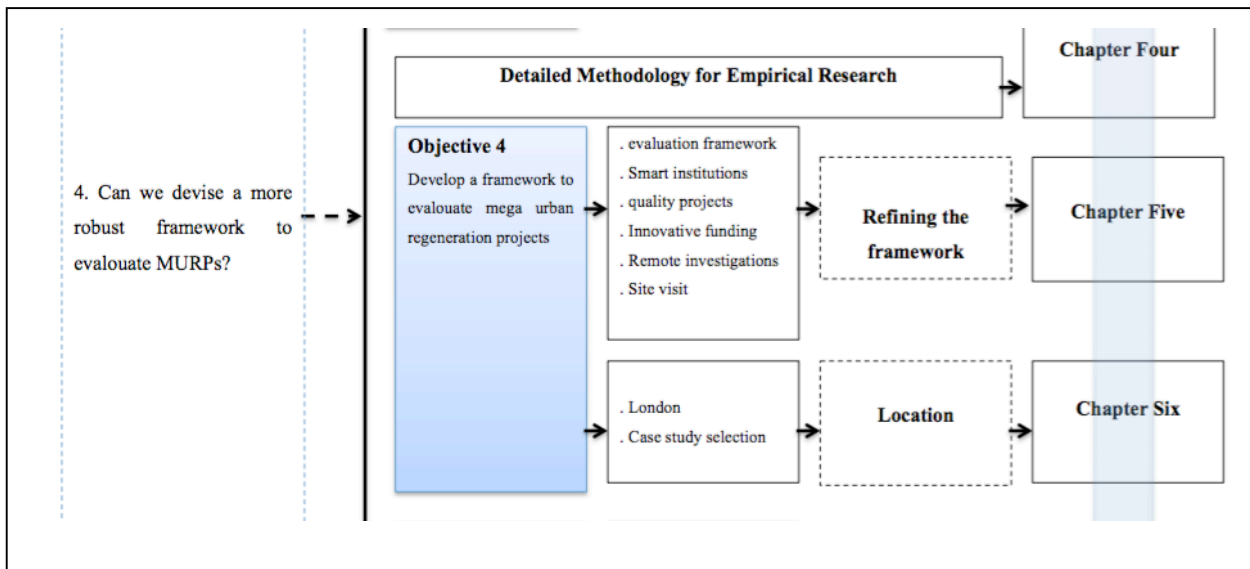 Chapter Four
Detailed Methodology for Empirical Research
4. Can we devise a more
robust framework to
evalouate MURPs?
Objective 4
Develop a framework to
evalouate mega urban
regeneration projects
. evaluation framework
. Smart institutions
. quality projects
. Innovative funding
. Remote investigations
. Site visit
Refining the
framework
Chapter Five
. London
. Case study selection
Location
Chapter Six